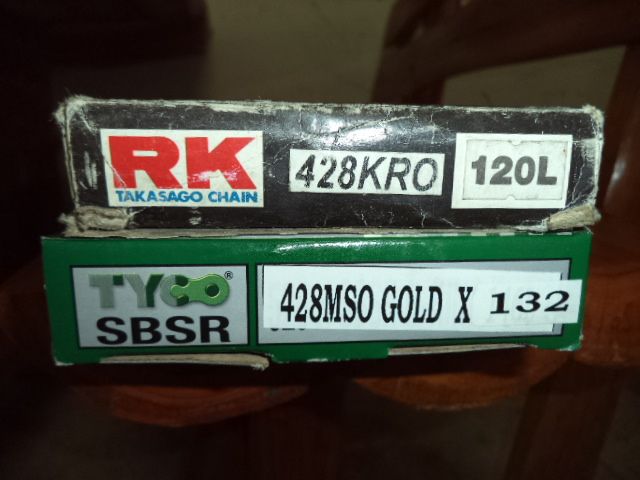 RK
TAKASAGO CHAIN
428KRO
120L
TYCO
SBSR
428MSO GOLD X 132